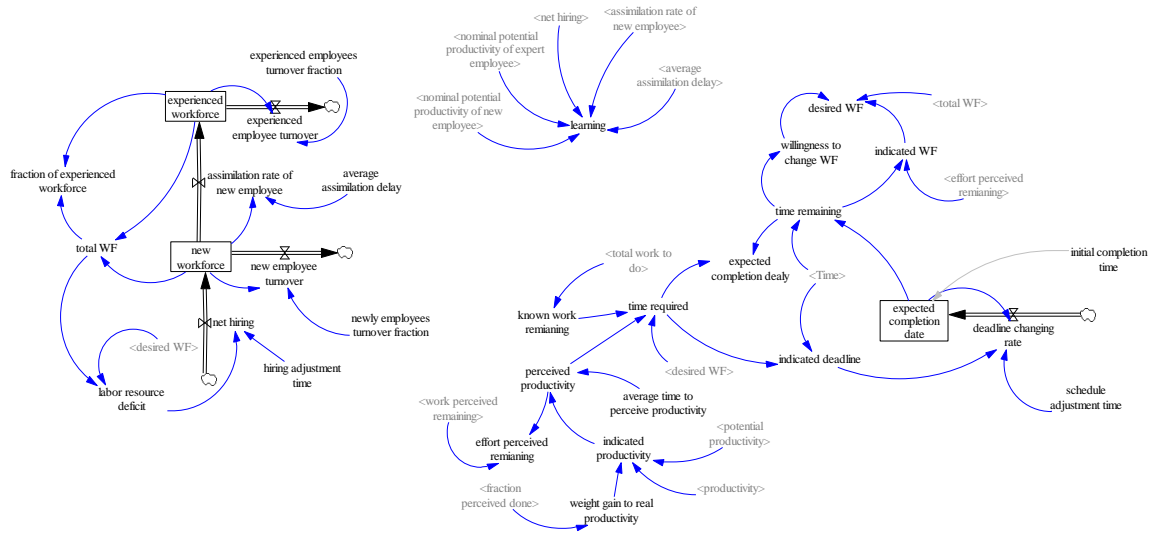 experienced employees
turnover fraction
experienced
workforce
experienced
employee turnover
fraction of experienced
workforce
assimilation rate of
new employee
average
assimilation delay
total WF
new
workforce
new employee
turnover
newly employees
turnover fraction
net hiring
<desired WF>
hiring adjustment
time
labor resource
deficit
<net hiring>
<assimilation rate of
new employee>
<nominal potential
productivity of expert
employee>
<average
assimilation delay>
<nominal potential
productivity of new
employee>
learning
desired WF
<total WF>
willingness to
change WF
indicated WF
<effort perceived
remianing>
time remaining
expected
completion dealy
<Time>
initial completion
time
<total work to
do>
known work
remianing
time required
expected
completion
date
deadline changing
rate
indicated deadline
<desired WF>
perceived
productivity
average time to
perceive productivity
schedule
adjustment time
<work perceived
remaining>
effort perceived
remianing
indicated
productivity
<potential
productivity>
<productivity>
<fraction
perceived done>
weight gain to real
productivity